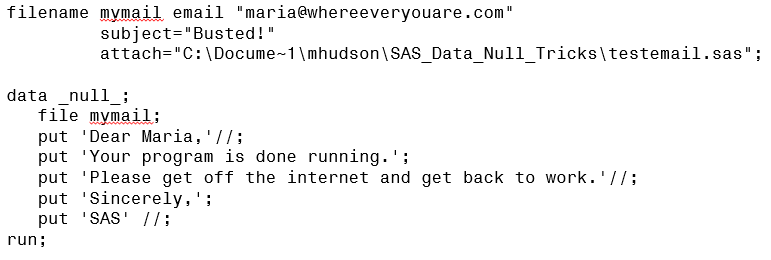 filename mymail email "maria@whereeveryouare.com"
subject="Busted!"
attach="C:\Docume~1\mhudson\SAS_Data_Null_Tricks\testemail.sas";
data _null_;
file mymail;
put 'Dear Maria,'//;
put 'Your program is done running.';
put 'Please get off the internet and get back to work.'//;
put 'Sincerely,';
put 'SAS' //;
run;